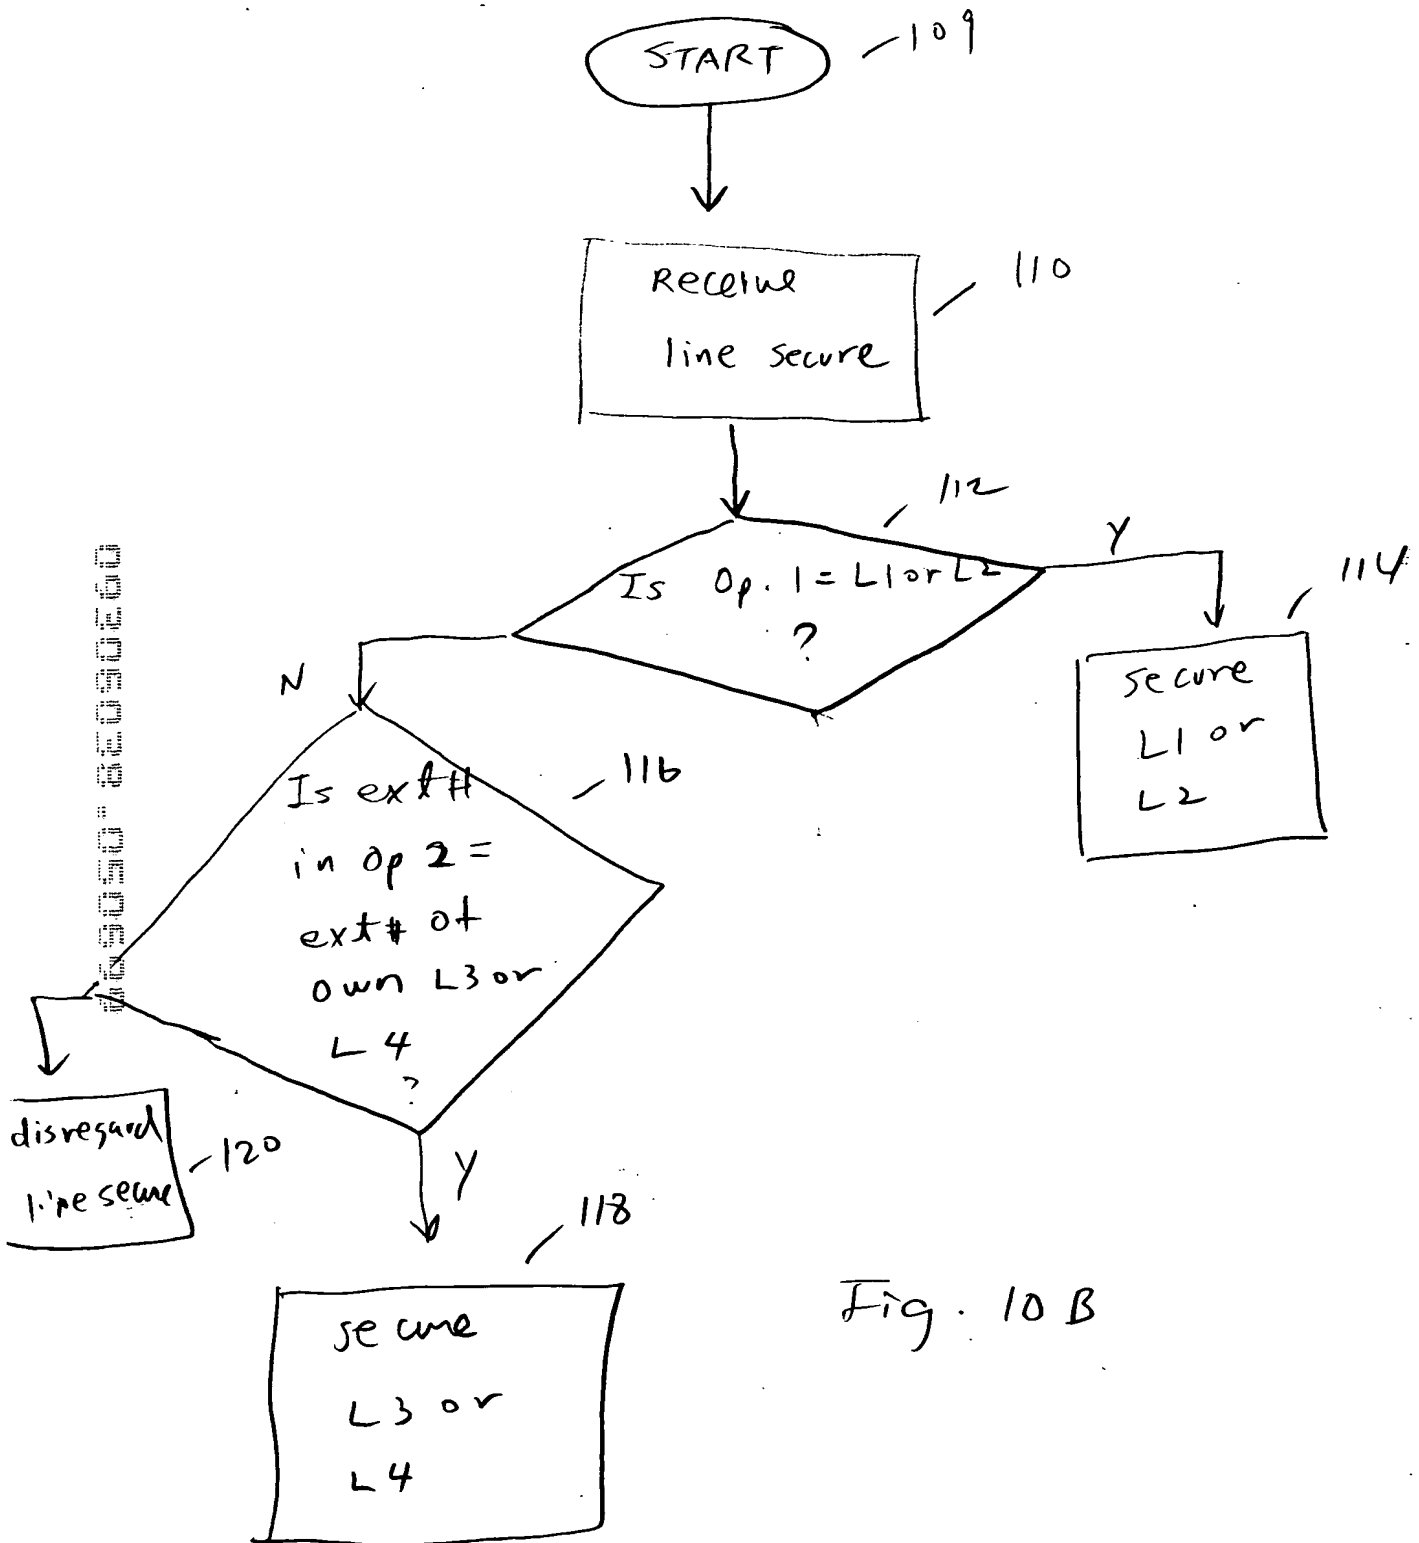 START
109
Receive
line secure
110
112
Is Op. 1 = L1 or L2
?
Y
114
secure
L1 or
L2
N
116
Is ext#
in Op 2 =
ext# of
own L3 or
L4
?
disregard
line secure
120
Y
118
secure
L3 or
L4
Fig. 10 B
09305039.050699